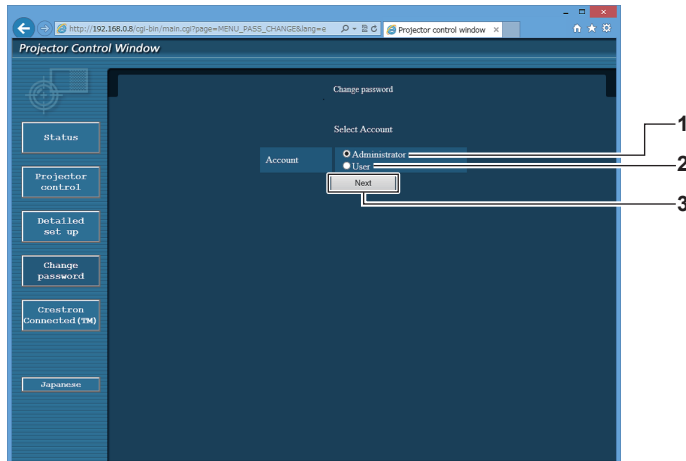 http://192.168.0.8/cgi-bin/main.cgi?page=MENU_PASS_CHANGE&lang=e
Projector control window
Projector Control Window
Change password
Select Account
Account
Administrator
User
Next
Status
Projector
control
Detailed
set up
Change
password
Crestron
Connected(TM)
Japanese
1
2
3